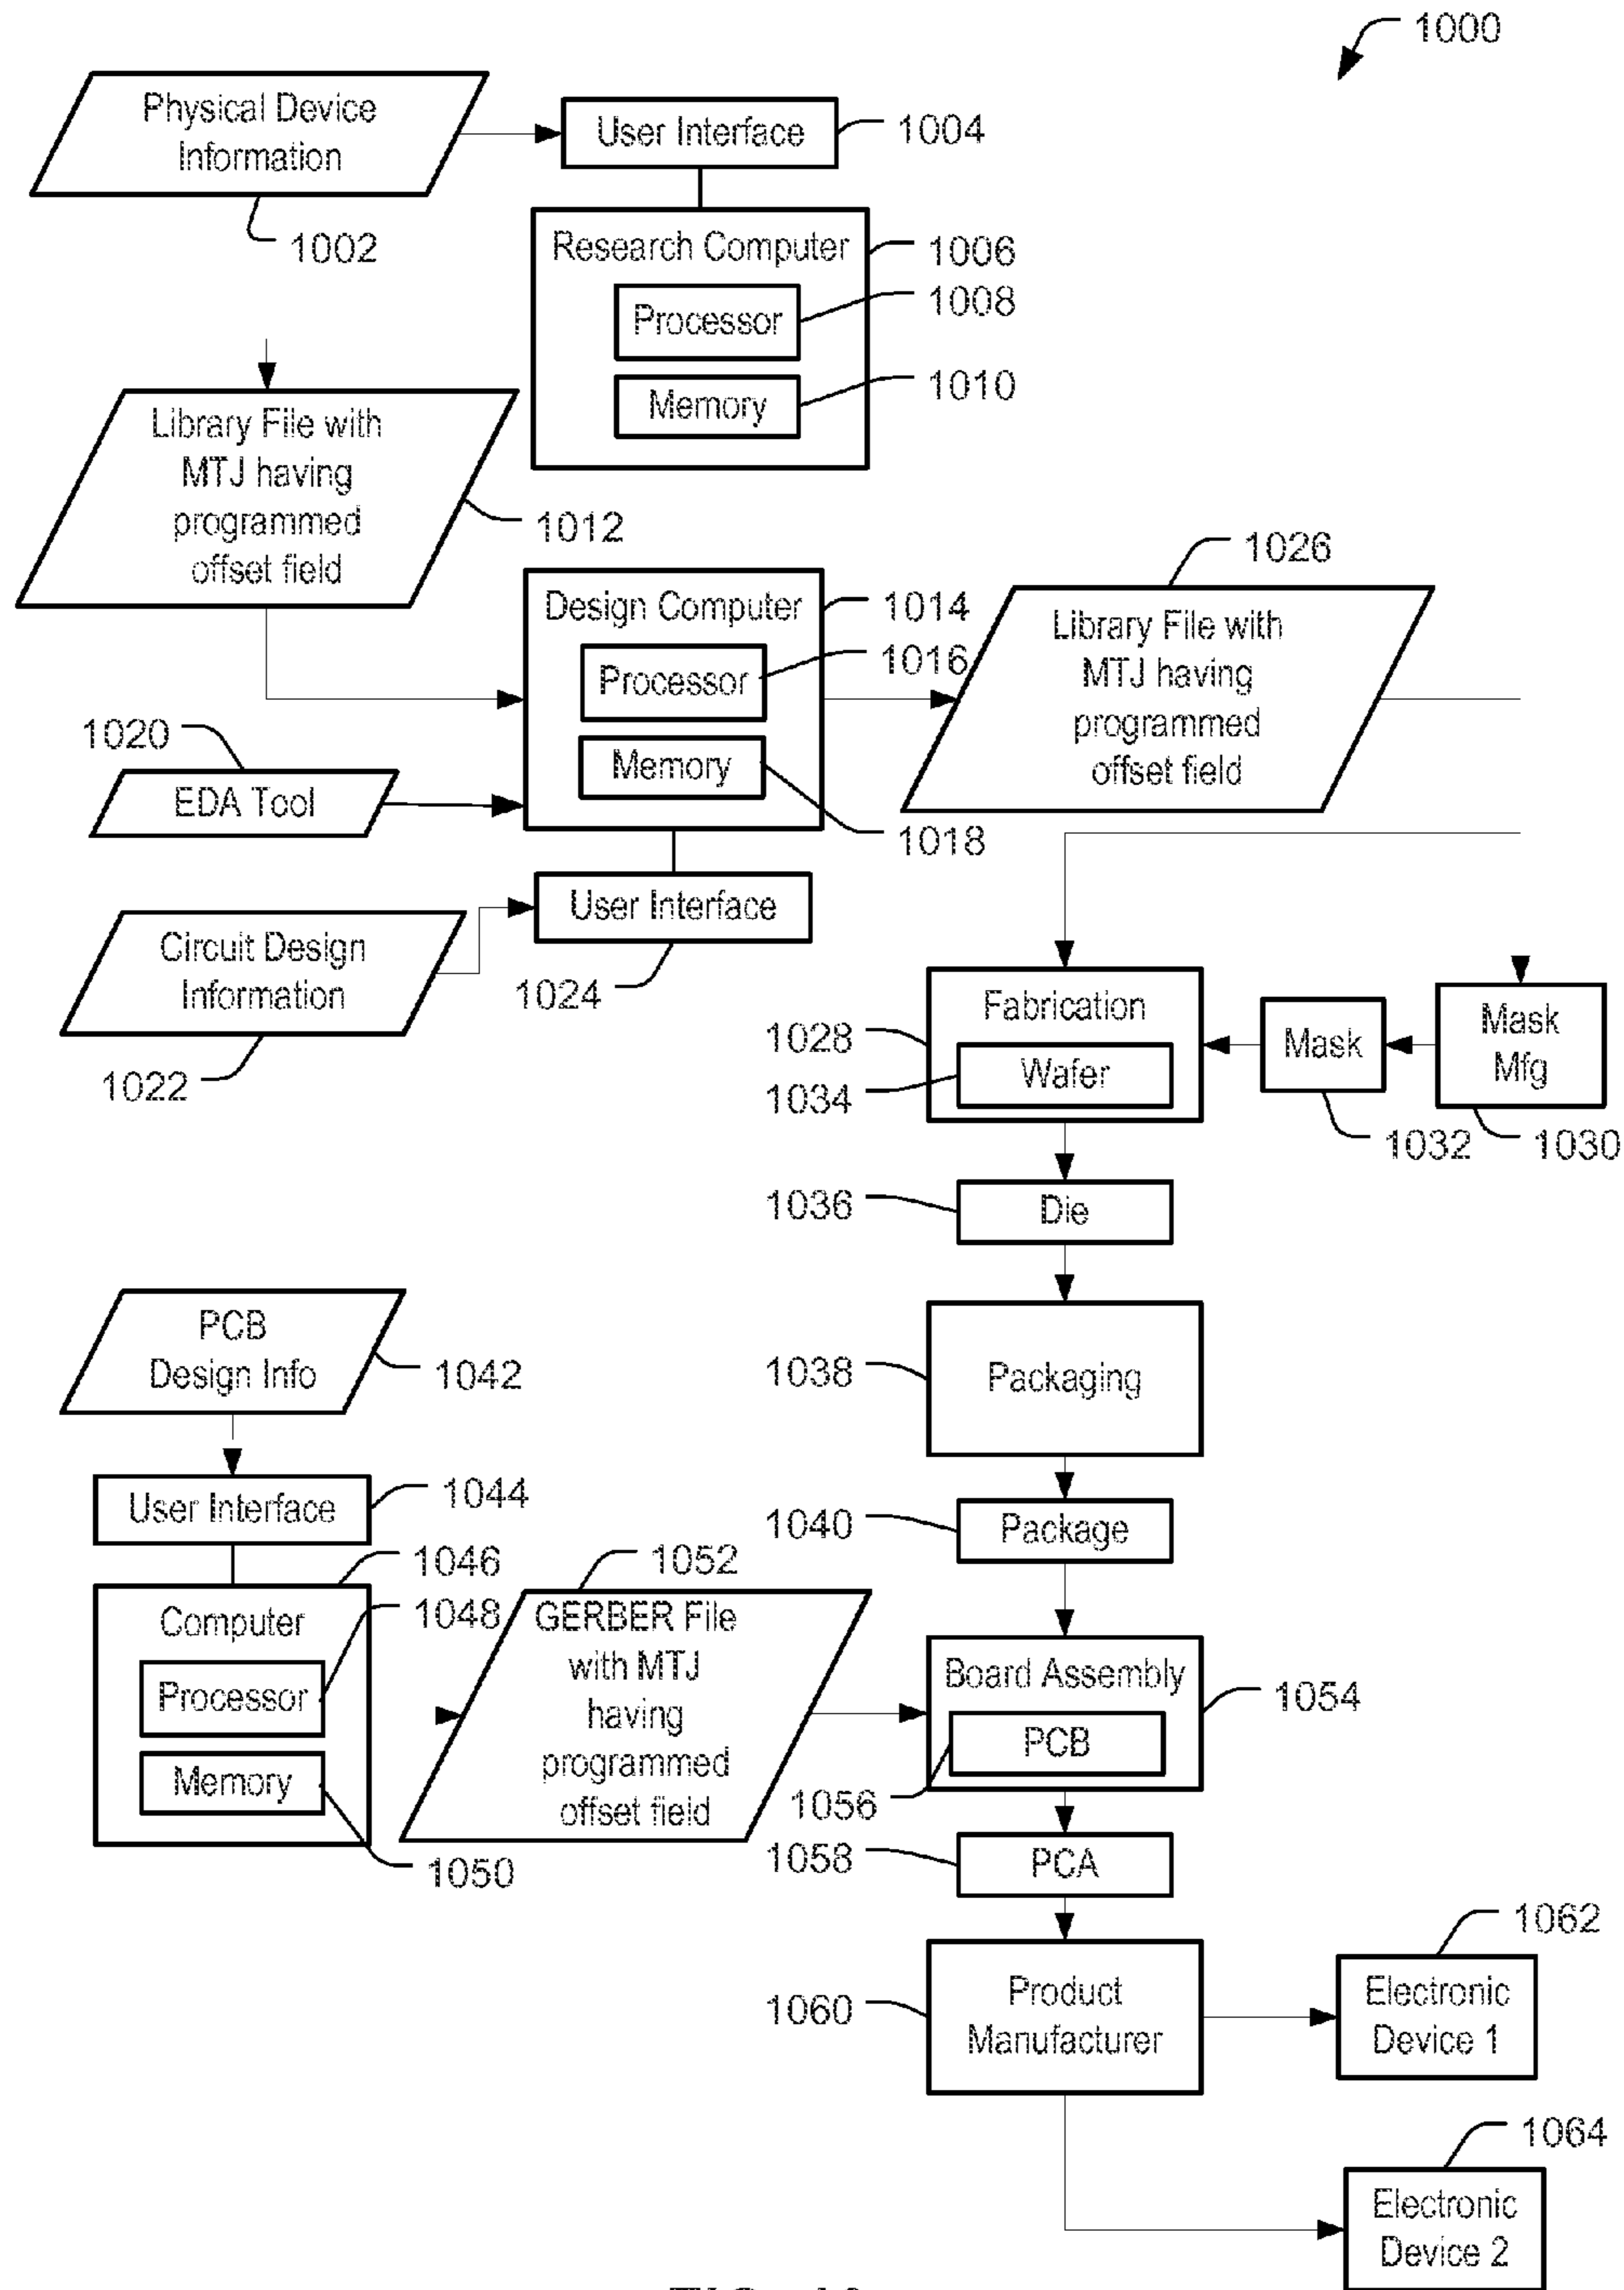 1000
Physical Device
Information
1002
User Interface
1004
Research Computer
1006
Processor
1008
Memory
1010
Library File with
MTJ having
programmed
offset field
1012
Design Computer
1014
Processor
1016
Memory
1018
1020
EDA Tool
User Interface
1024
Circuit Design
Information
1022
1026
Library File with
MTJ having
programmed
offset field
Fabrication
1028
Wafer
1034
Mask
1032
Mask
Mfg
1030
1036
Die
1038
Packaging
1040
Package
PCB
Design Info
1042
User Interface
1044
1046
Computer
1048
Processor
Memory
1050
1052
GERBER File
with MTJ
having
programmed
offset field
Board Assembly
1054
PCB
1056
1058
PCA
1060
Product
Manufacturer
1062
Electronic
Device 1
1064
Electronic
Device 2